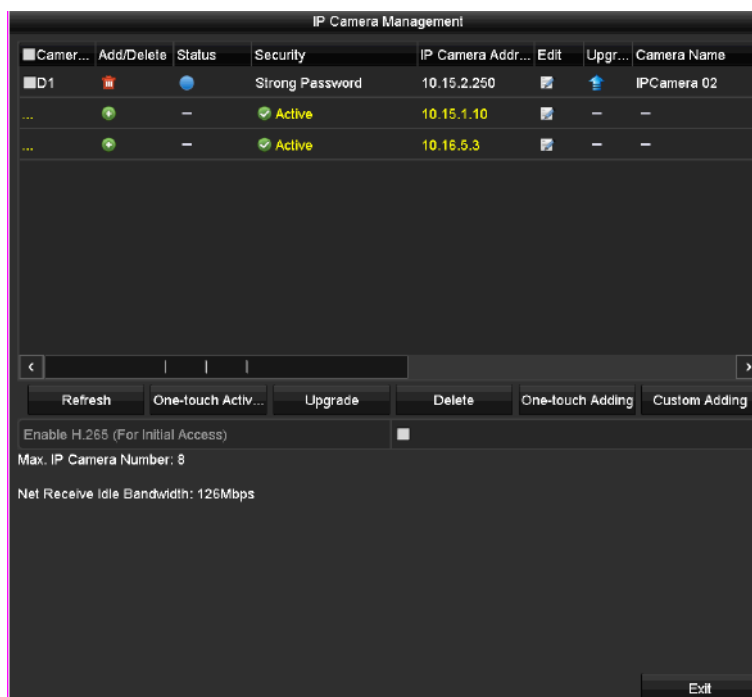 IP Camera Management
Camer... Add/Delete Status Security IP Camera Addr... Edit Upgr... Camera Name
D1 Strong Password 10.15.2.250 IPCamera 02
... – Active 10.15.1.10 – –
... – Active 10.16.5.3 – –
Refresh One-touch Activ... Upgrade Delete One-touch Adding Custom Adding
Enable H.265 (For Initial Access)
Max. IP Camera Number: 8
Net Receive Idle Bandwidth: 126Mbps
Exit